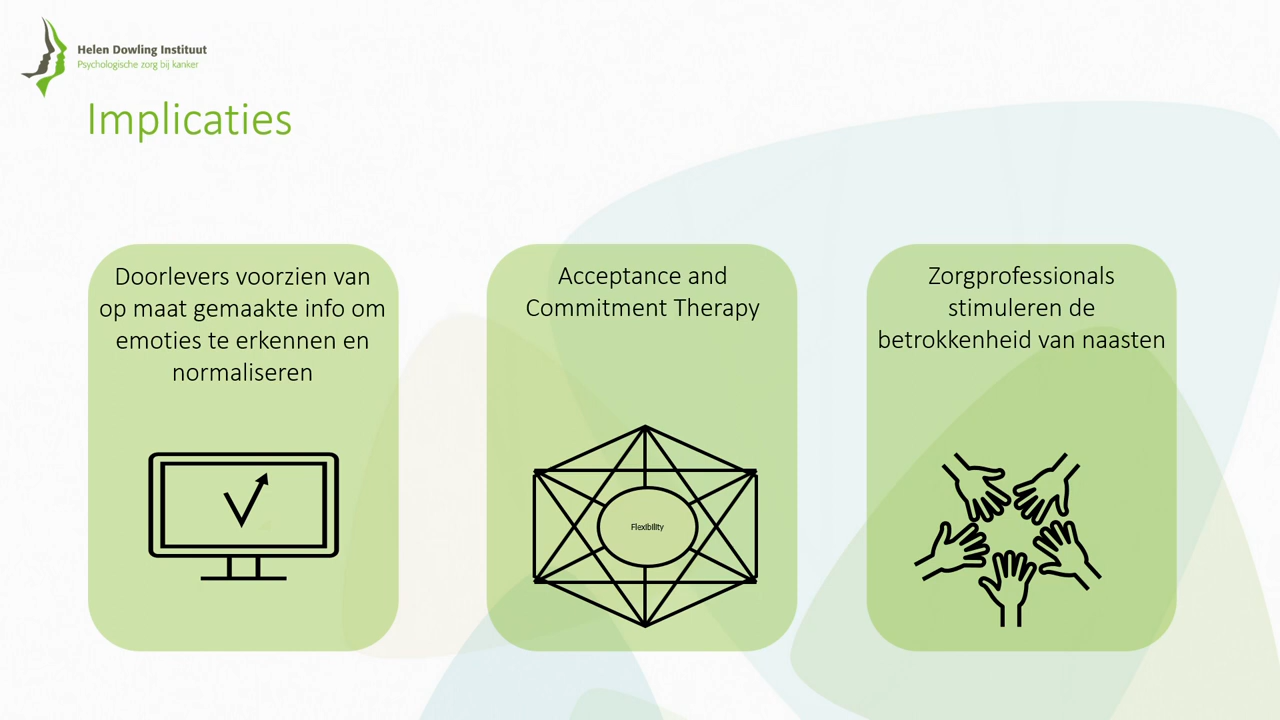 Helen Dowling Instituut
Psychologische zorg bij kanker
Implicaties
Doorlevers voorzien van
op maat gemaakte info om
emoties te erkennen en
normaliseren
Acceptance and
Commitment Therapy
Flexibility
Zorgprofessionals
stimuleren de
betrokkenheid van naasten